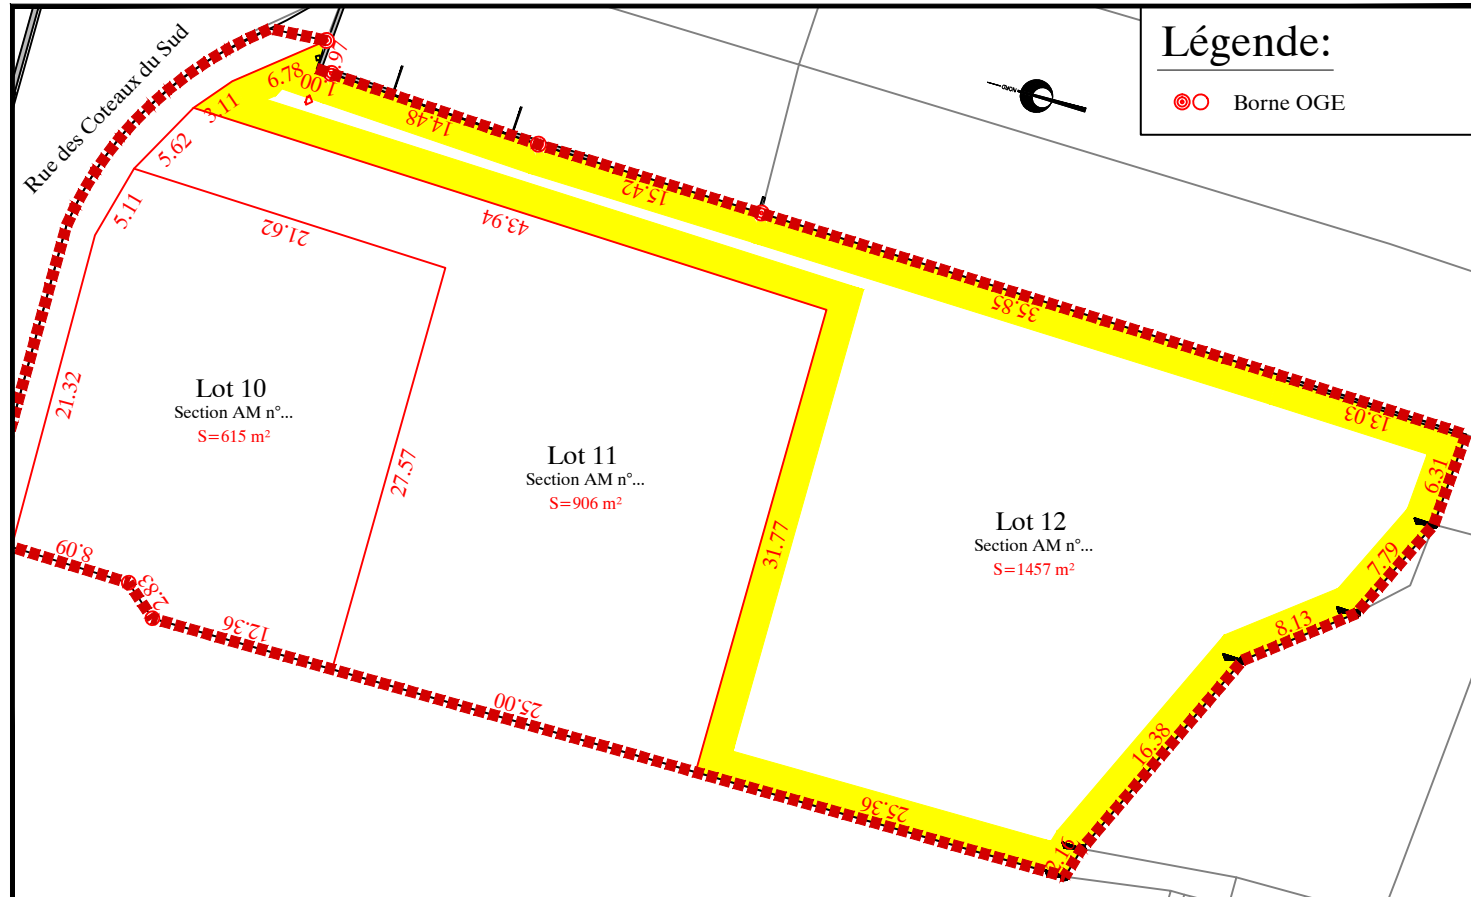 Légende:
Borne OGE
NORD
Rue des Coteaux du Sud
6.78
1.00
3.11
14.48
5.62
5.11
15.42
43.94
21.62
35.85
13.03
6.31
21.32
Lot 10
Section AM n°...
S=615 m²
27.57
Lot 11
Section AM n°...
S=906 m²
31.77
Lot 12
Section AM n°...
S=1457 m²
7.79
8.13
8.09
2.83
12.36
25.00
16.38
25.36